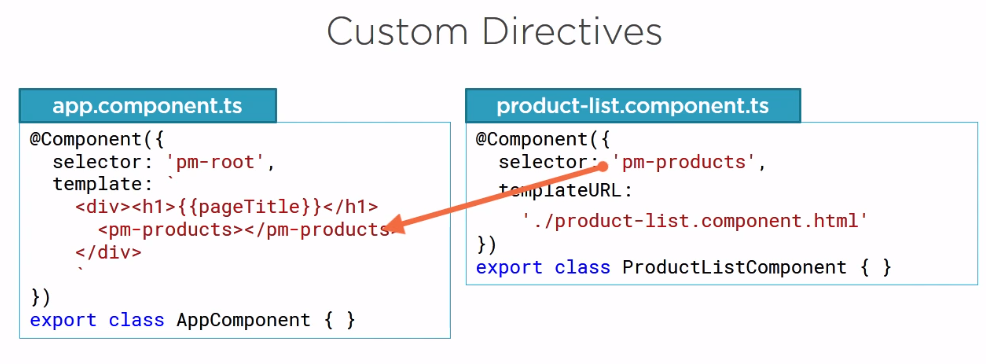 Custom Directives
app.component.ts
@Component({
selector: 'pm-root',
template: `
<div><h1>{{pageTitle}}</h1>
<pm-products></pm-products>
</div>
`
})
export class AppComponent { }
product-list.component.ts
@Component({
selector: 'pm-products',
templateURL:
'./product-list.component.html'
})
export class ProductListComponent { }